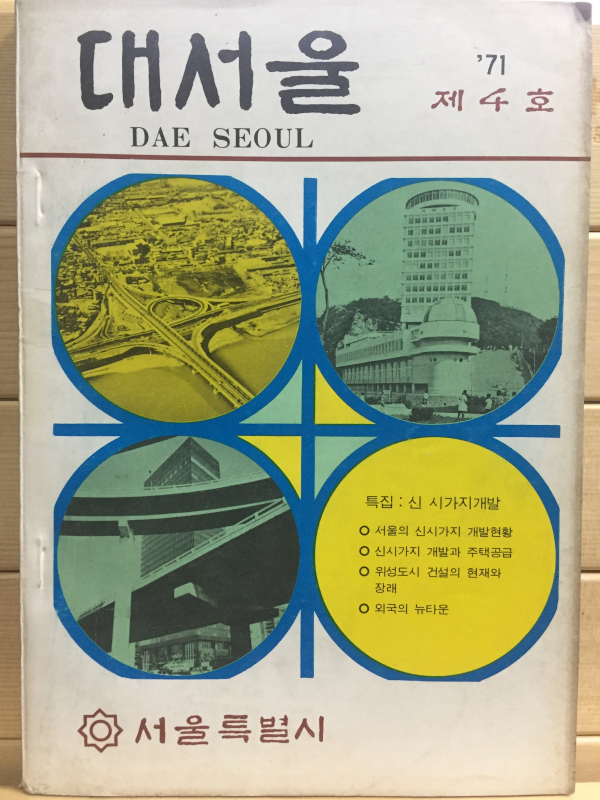 대서울
'71
제4호
DAE SEOUL
특집 : 신 시가지개발
서울의 신시가지 개발현황
신시가지 개발과 주택공급
위성도시 건설의 현재와
장래
외국의 뉴타운
서울특별시